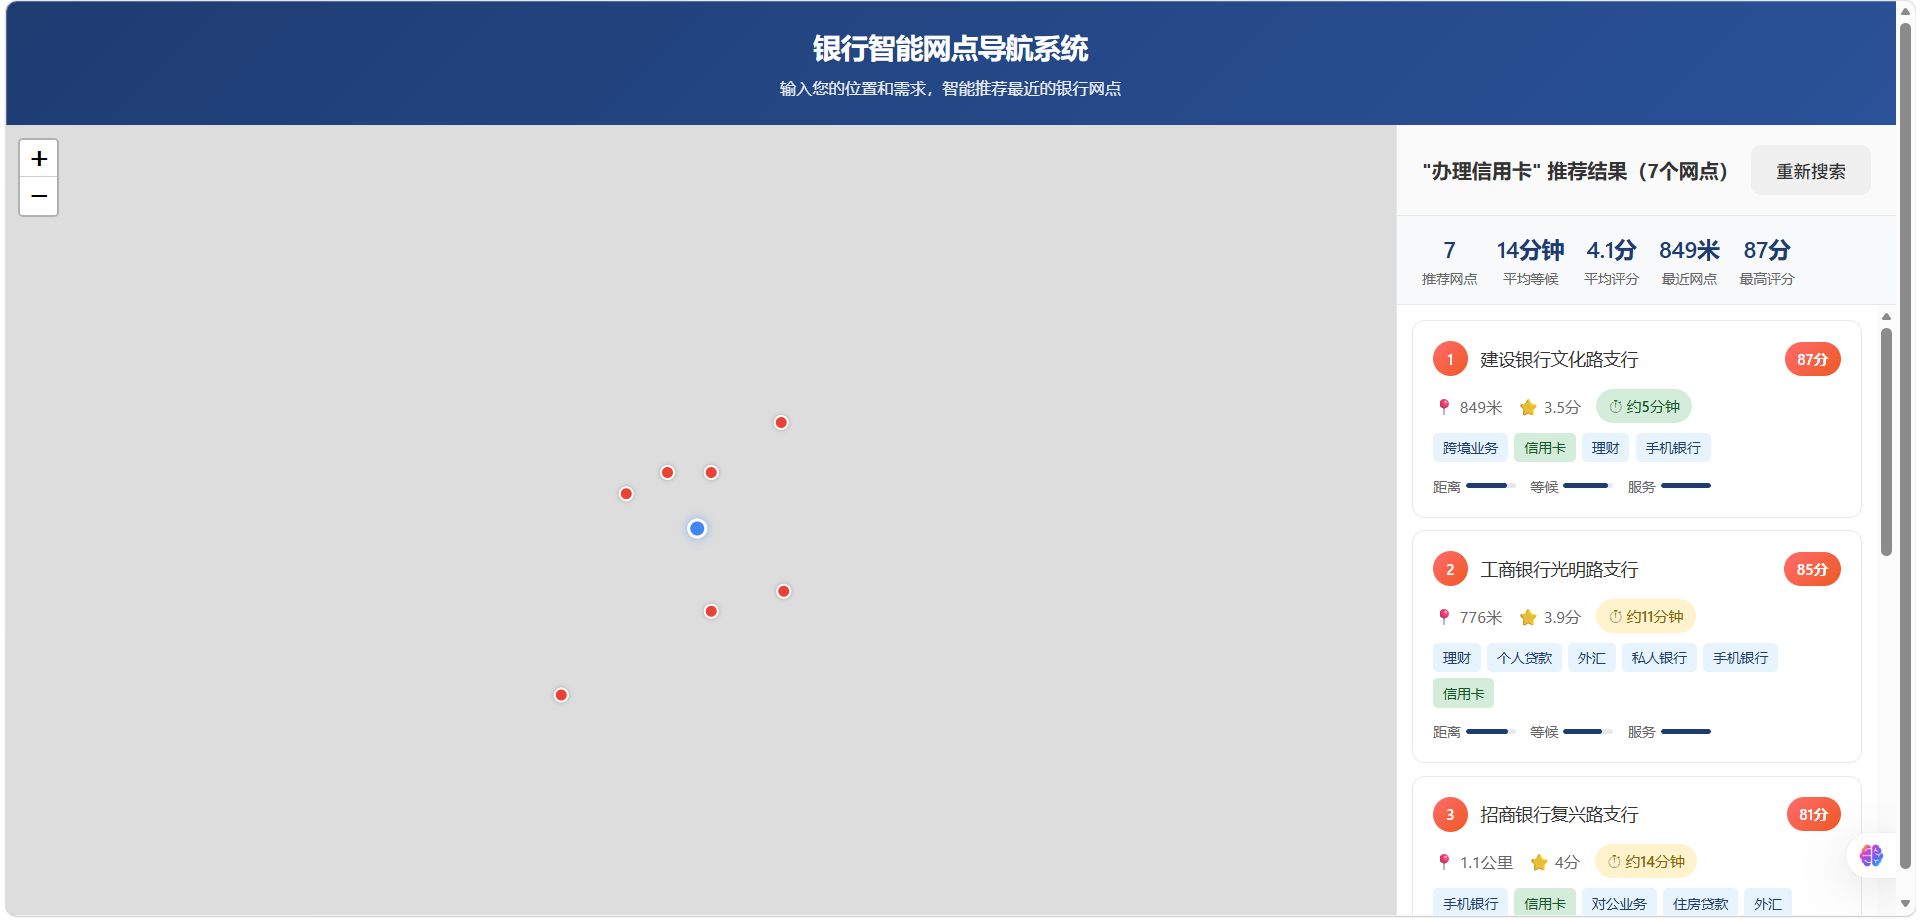 银行智能网点导航系统
输入您的位置和需求，智能推荐最近的银行网点
+
−
"办理信用卡" 推荐结果（7个网点）
重新搜索
7 14分钟 4.1分 849米 87分
推荐网点 平均等候 平均评分 最近网点 最高评分
1 建设银行文化路支行 87分
849米 3.5分 约5分钟
跨境业务 信用卡 理财 手机银行
距离 等候 服务
2 工商银行光明路支行 85分
776米 3.9分 约11分钟
理财 个人贷款 外汇 私人银行 手机银行
信用卡
距离 等候 服务
3 招商银行复兴路支行 81分
1.1公里 4分 约14分钟
手机银行 信用卡 对公业务 住房贷款 外汇